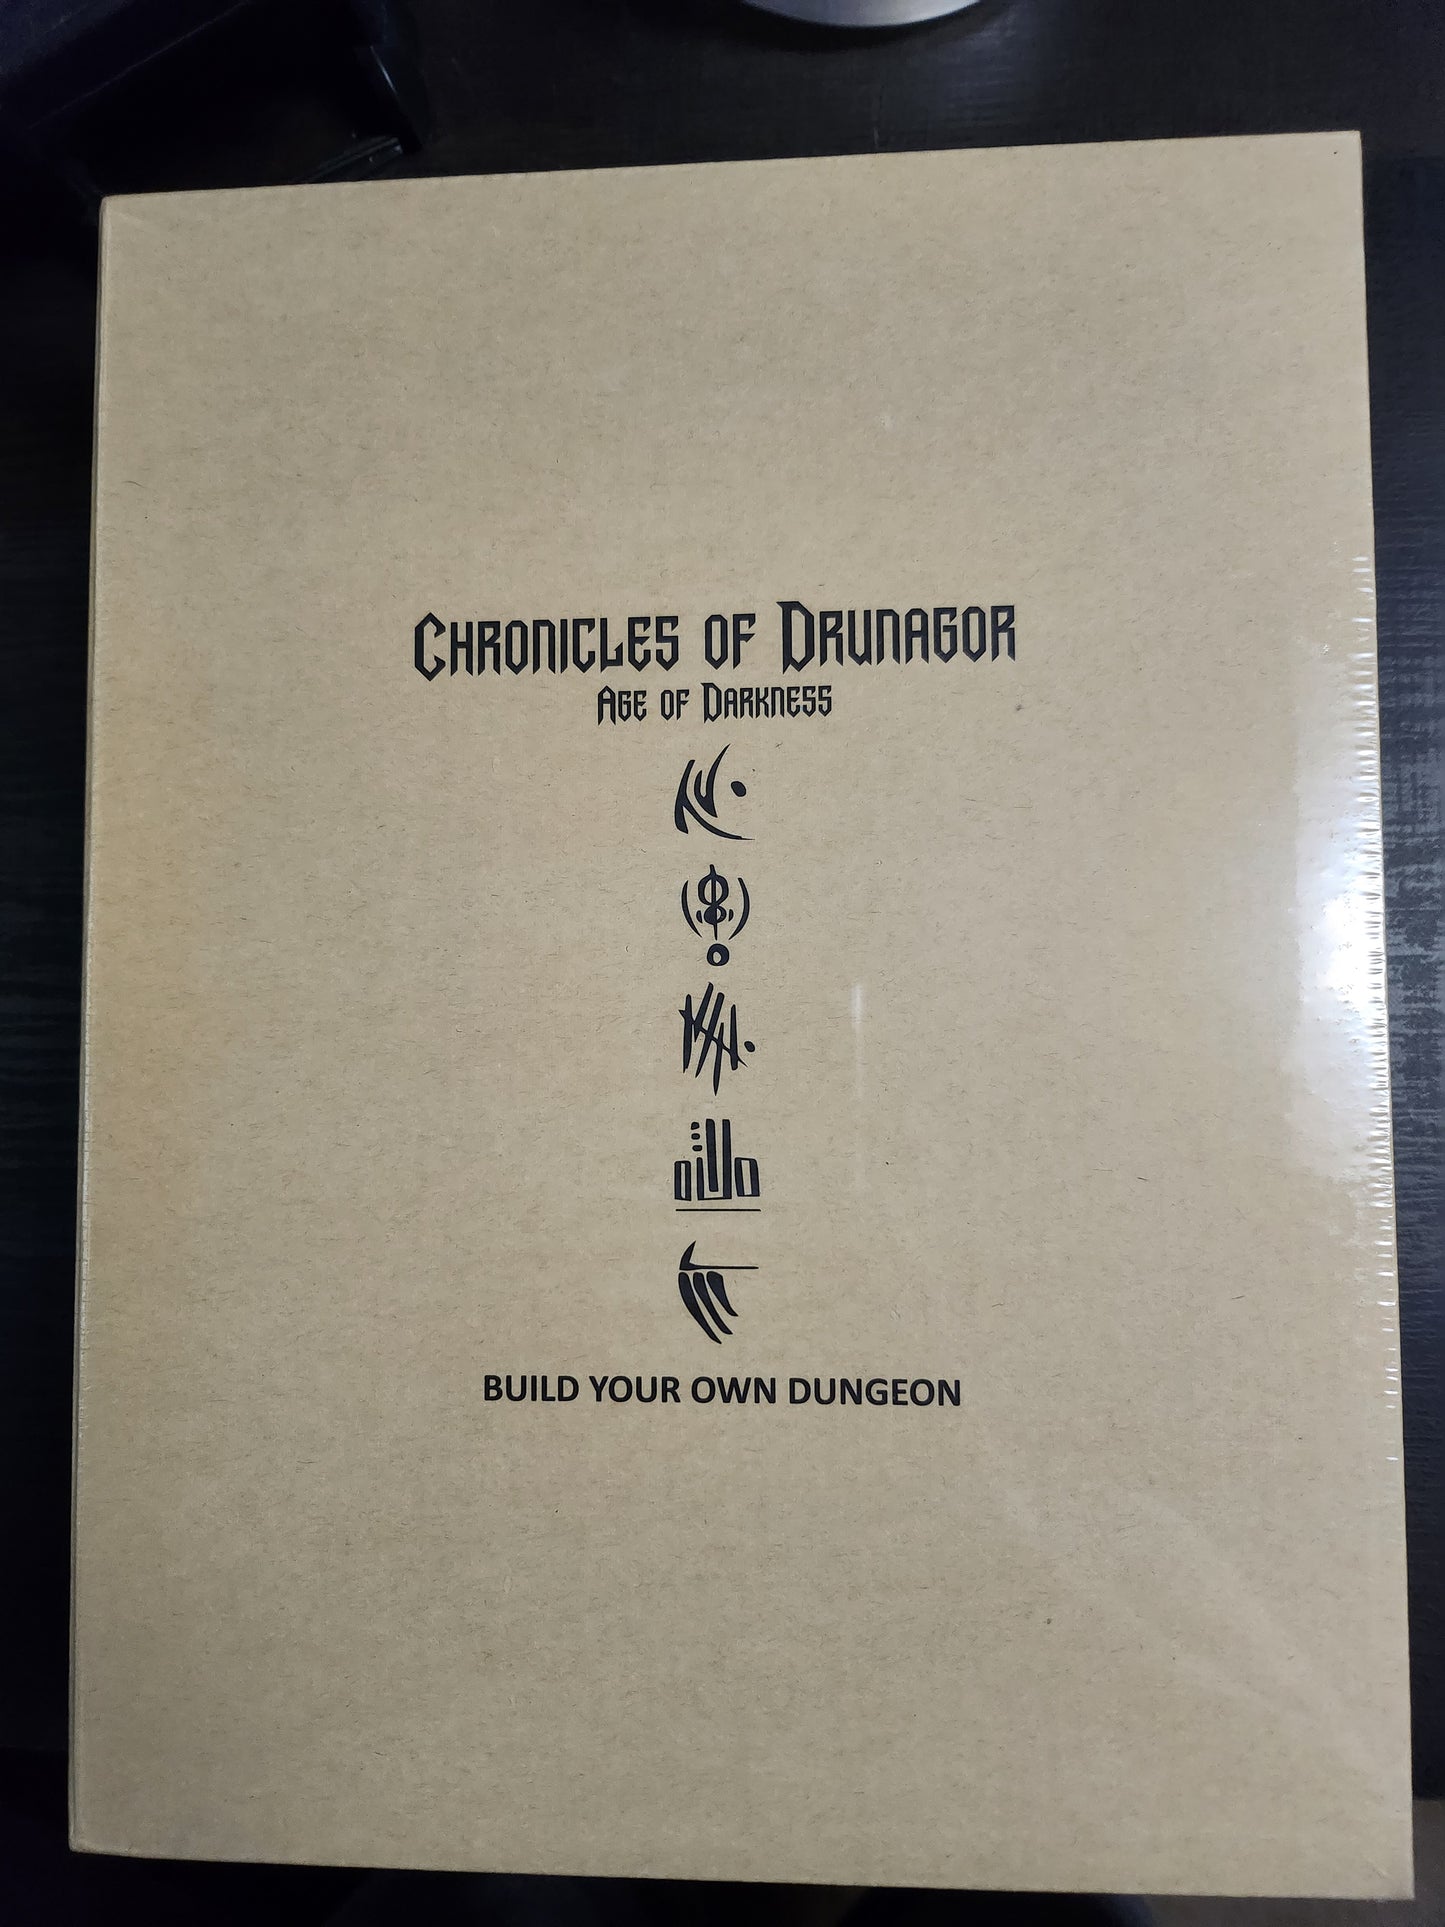 Chronicles of Drunagor
Age of Darkness
BUILD YOUR OWN DUNGEON